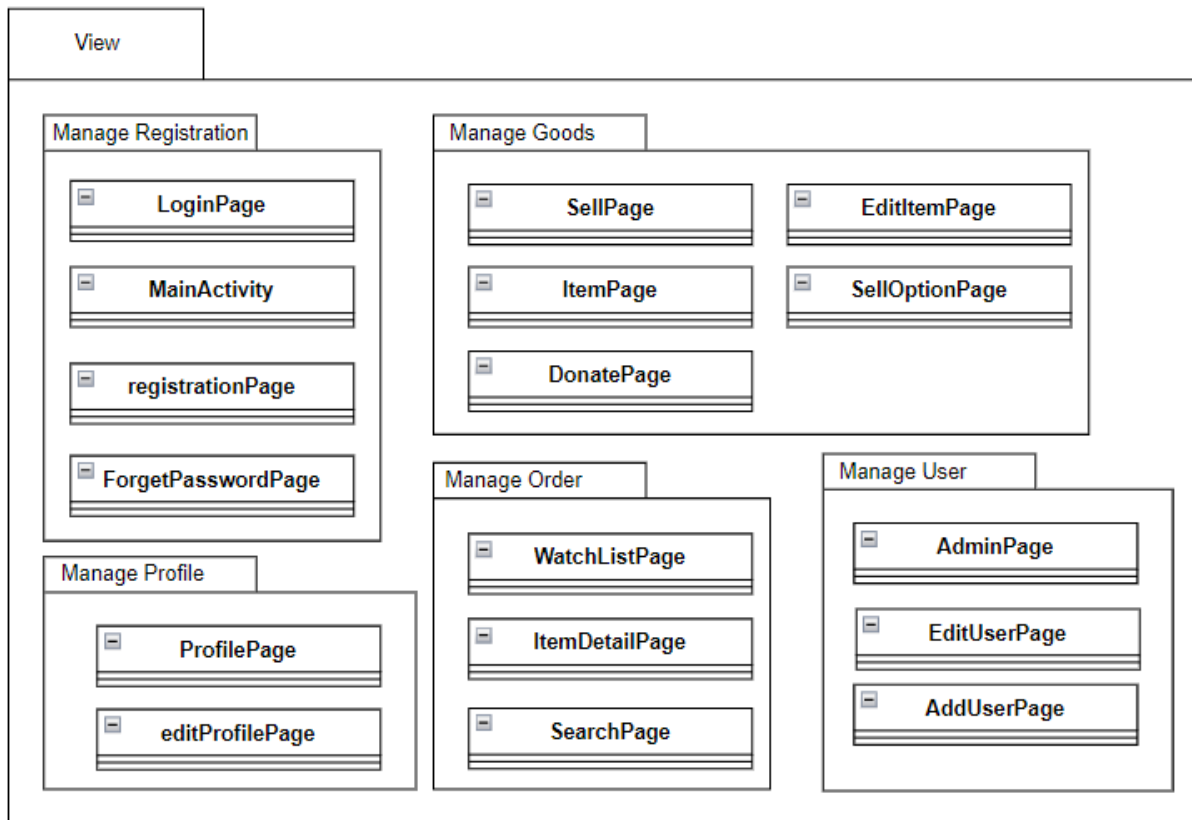 View
Manage Registration
LoginPage
MainActivity
registrationPage
ForgetPasswordPage
Manage Profile
ProfilePage
editProfilePage
Manage Goods
SellPage
EditItemPage
ItemPage
SellOptionPage
DonatePage
Manage Order
WatchListPage
ItemDetailPage
SearchPage
Manage User
AdminPage
EditUserPage
AddUserPage